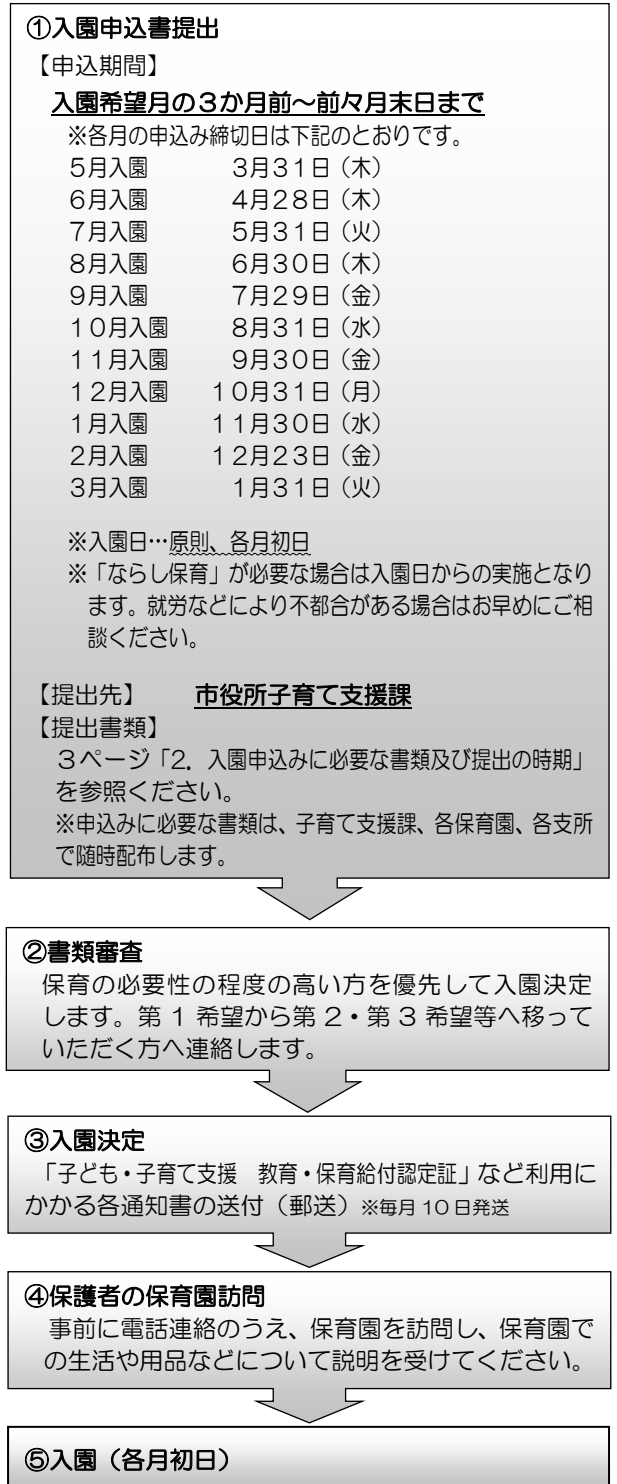 ①入園申込書提出
【申込期間】
入園希望月の３か月前～前々月末日まで
※各月の申込み締切日は下記のとおりです。
５月入園　３月３１日（木）
６月入園　４月２８日（木）
７月入園　５月３１日（火）
８月入園　６月３０日（木）
９月入園　７月２９日（金）
１０月入園　８月３１日（水）
１１月入園　９月３０日（金）
１２月入園　１０月３１日（月）
１月入園　１１月３０日（水）
２月入園　１２月２３日（金）
３月入園　１月３１日（火）
※入園日…原則、各月初日
※「ならし保育」が必要な場合は入園日からの実施となり
ます。就労などにより不都合がある場合はお早めにご相
談ください。
【提出先】　市役所子育て支援課
【提出書類】
３ページ「2．入園申込みに必要な書類及び提出の時期」
を参照ください。
※申込みに必要な書類は、子育て支援課、各保育園、各支所
で随時配布します。
②書類審査
保育の必要性の程度の高い方を優先して入園決定
します。第 1 希望から第 2・第 3 希望等へ移って
いただく方へ連絡します。
③入園決定
「子ども・子育て支援　教育・保育給付認定証」など利用に
かかる各通知書の送付（郵送）※毎月 10 日発送
④保護者の保育園訪問
事前に電話連絡のうえ、保育園を訪問し、保育園で
の生活や用品などについて説明を受けてください。
⑤入園（各月初日）